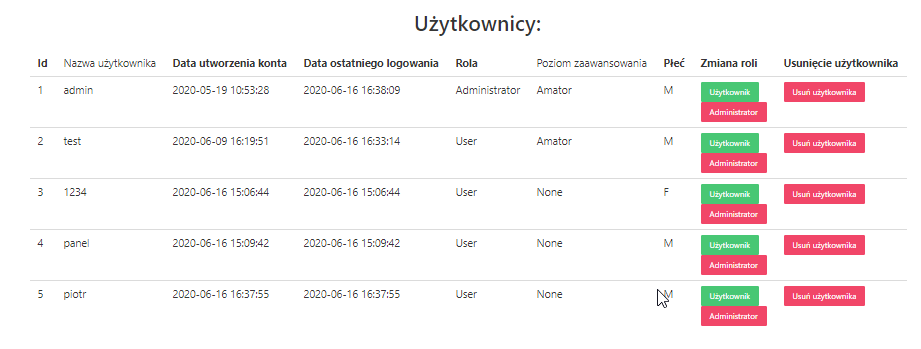 Użytkownicy:
Id Nazwa użytkownika Data utworzenia konta Data ostatniego logowania Rola Poziom zaawansowania Płeć Zmiana roli Usunięcie użytkownika
1 admin 2020-05-19 10:53:28 2020-06-16 16:38:09 Administrator Amator M Użytkownik Usuń użytkownika
Administrator
2 test 2020-06-09 16:19:51 2020-06-16 16:33:14 User Amator M Użytkownik Usuń użytkownika
Administrator
3 1234 2020-06-16 15:06:44 2020-06-16 15:06:44 User None F Użytkownik Usuń użytkownika
Administrator
4 panel 2020-06-16 15:09:42 2020-06-16 15:09:42 User None M Użytkownik Usuń użytkownika
Administrator
5 piotr 2020-06-16 16:37:55 2020-06-16 16:37:55 User None M Użytkownik Usuń użytkownika
Administrator